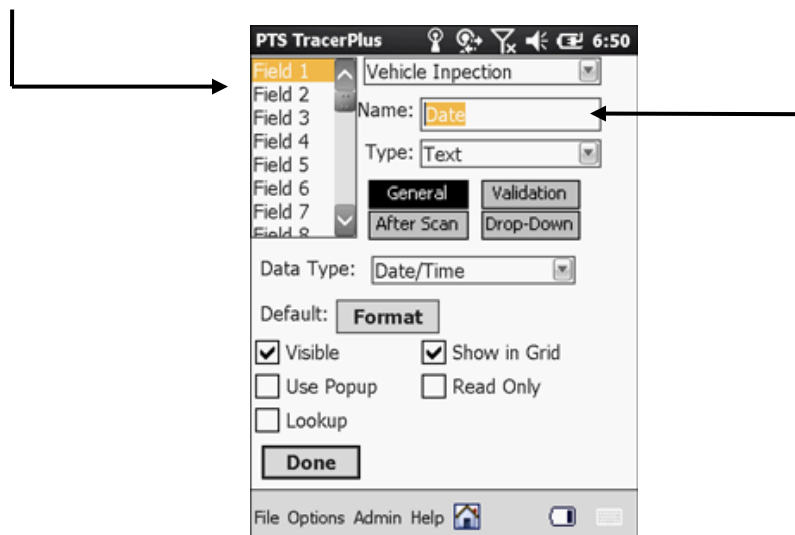 PTS TracerPlus 6:50
Field 1
Field 2
Field 3
Field 4
Field 5
Field 6
Field 7
Field 8
Vehicle Inpection
Name: Date
Type: Text
General Validation
After Scan Drop-Down
Data Type: Date/Time
Default: Format
Visible Show in Grid
Use Popup Read Only
Lookup
Done
File Options Admin Help